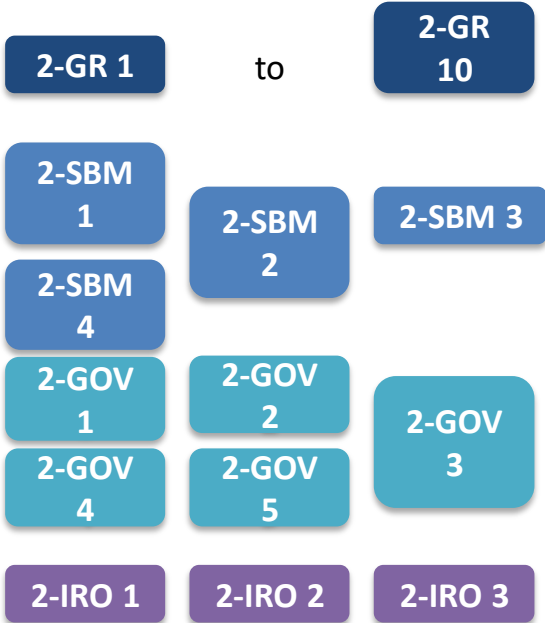 2-GR 1
to
2-GR
10
2-SBM
1
2-SBM
2
2-SBM 3
2-SBM
4
2-GOV
1
2-GOV
2
2-GOV
3
2-GOV
4
2-GOV
5
2-IRO 1
2-IRO 2
2-IRO 3